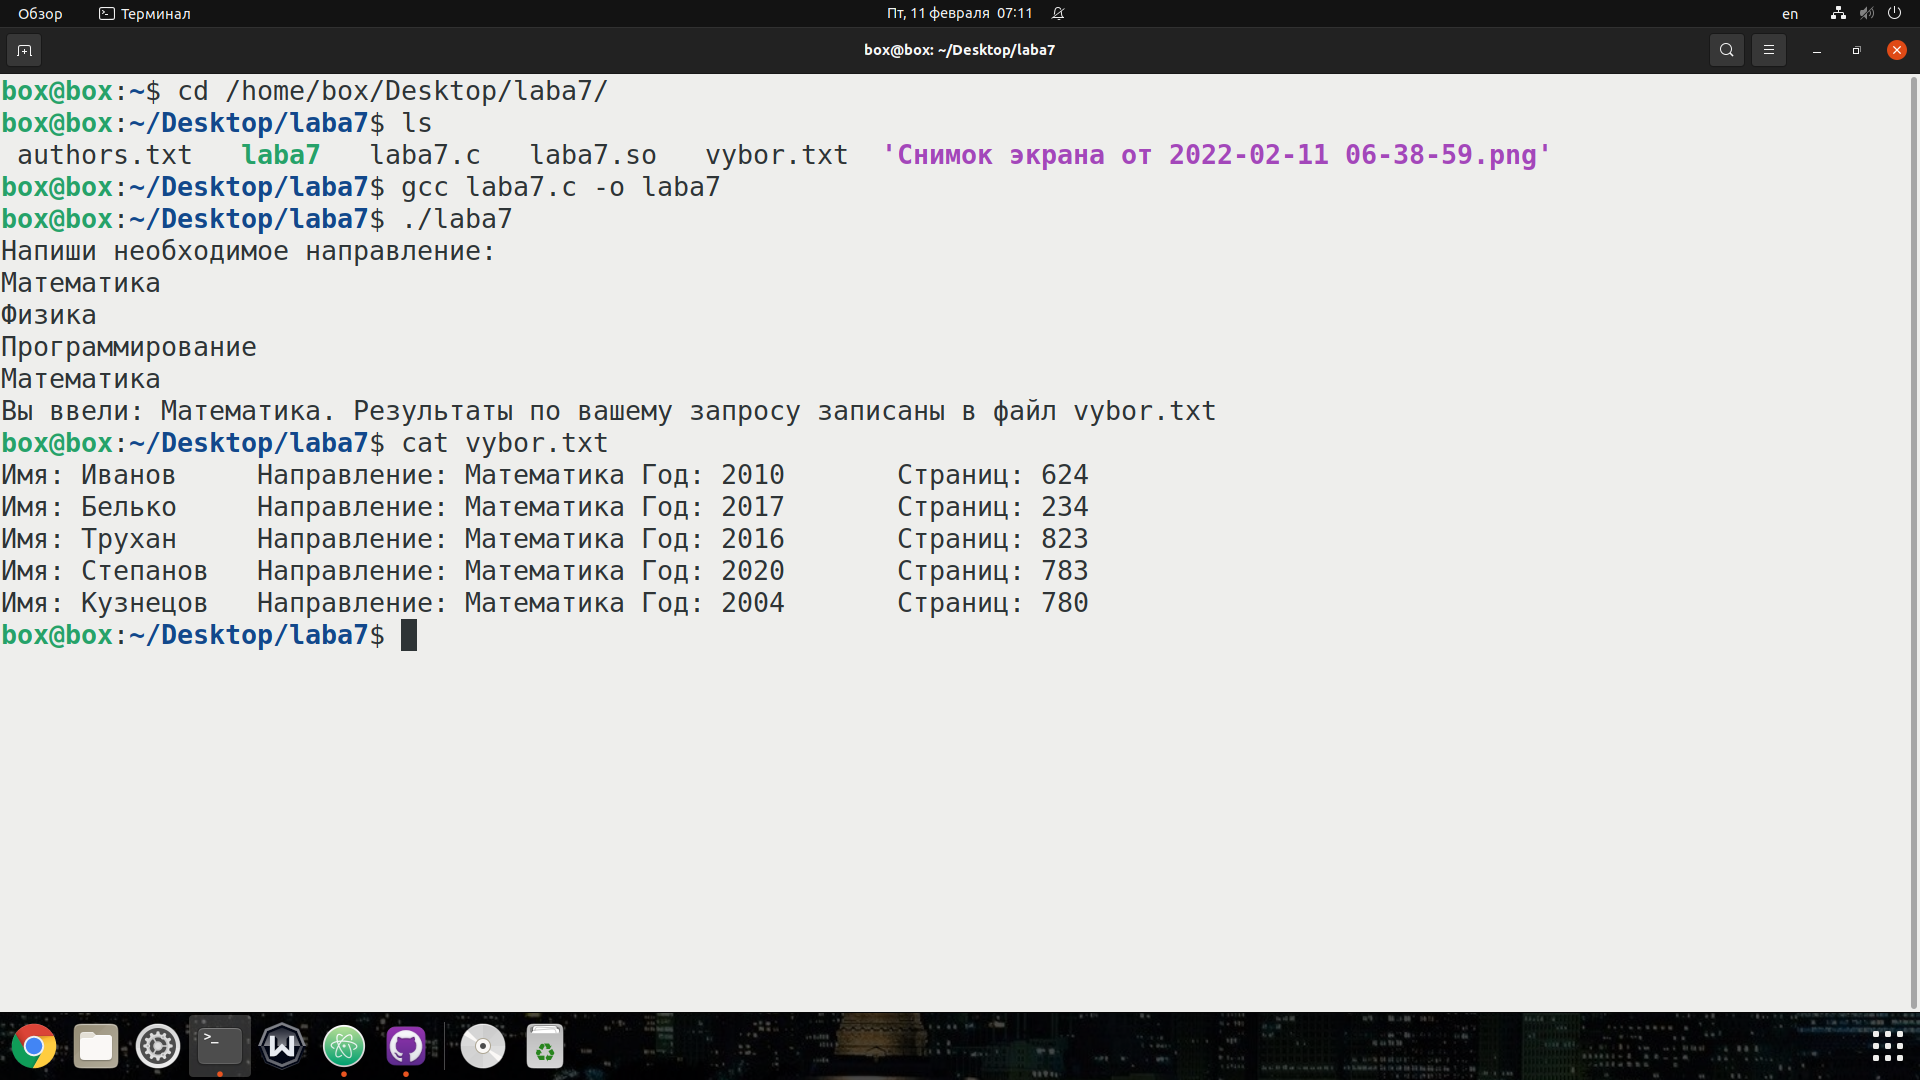 Обзор Терминал Пт, 11 февраля 07:11 en
box@box: ~/Desktop/laba7
box@box:~$ cd /home/box/Desktop/laba7/
box@box:~/Desktop/laba7$ ls
authors.txt laba7 laba7.c laba7.so vybor.txt 'Снимок экрана от 2022-02-11 06-38-59.png'
box@box:~/Desktop/laba7$ gcc laba7.c -o laba7
box@box:~/Desktop/laba7$ ./laba7
Напиши необходимое направление:
Математика
Физика
Программирование
Математика
Вы ввели: Математика. Результаты по вашему запросу записаны в файл vybor.txt
box@box:~/Desktop/laba7$ cat vybor.txt
Имя: Иванов Направление: Математика Год: 2010 Страниц: 624
Имя: Белько Направление: Математика Год: 2017 Страниц: 234
Имя: Трухан Направление: Математика Год: 2016 Страниц: 823
Имя: Степанов Направление: Математика Год: 2020 Страниц: 783
Имя: Кузнецов Направление: Математика Год: 2004 Страниц: 780
box@box:~/Desktop/laba7$